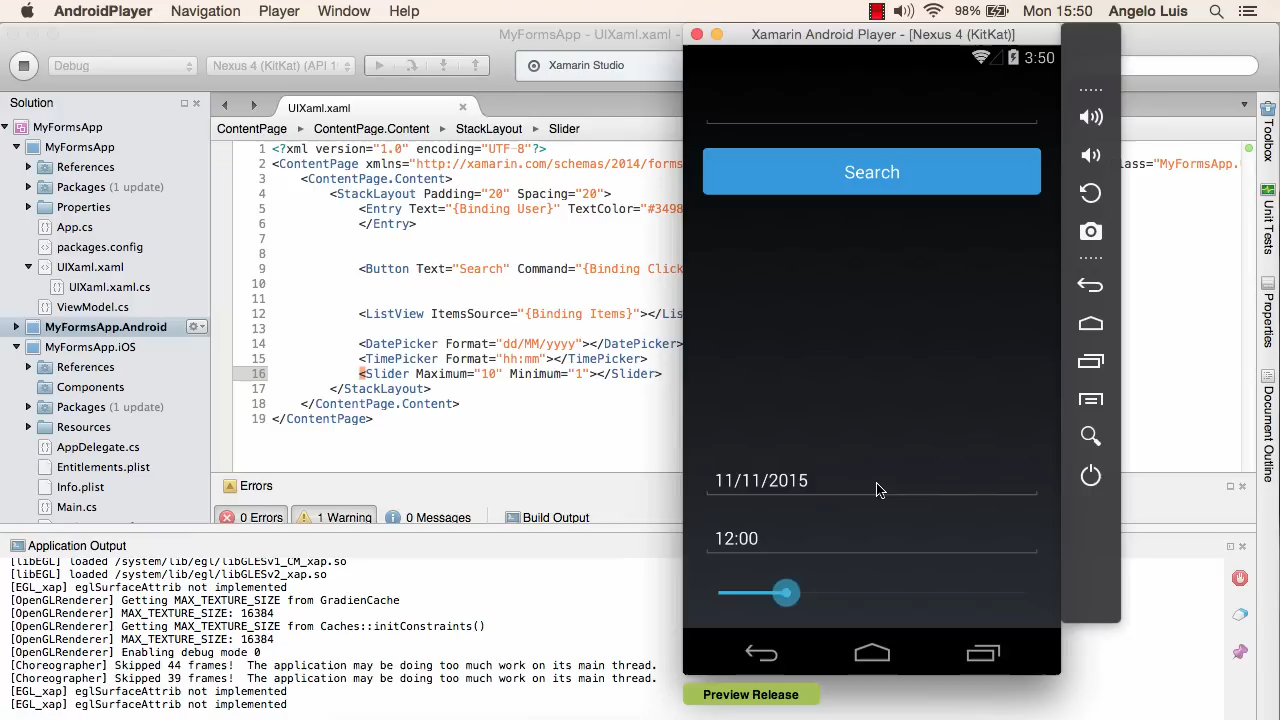 AndroidPlayer Navigation Player Window Help 98% Mon 15:50 Angelo Luis
MyFormsApp - UIXaml.xaml -
Xamarin Android Player - [Nexus 4 (KitKat)]
Debug Nexus 4 (KitKat) (API 1 Xamarin Studio
Solution
UIXaml.xaml
ContentPage ContentPage.Content StackLayout Slider
MyFormsApp
MyFormsApp
References
Packages (1 update)
Properties
App.cs
packages.config
UIXaml.xaml
UIXaml.xaml.cs
ViewModel.cs
MyFormsApp.Android
MyFormsApp.iOS
References
Components
Packages (1 update)
Resources
AppDelegate.cs
Entitlements.plist
Info.plist
Main.cs
1 <?xml version="1.0" encoding="UTF-8"?>
2 <ContentPage xmlns="http://xamarin.com/schemas/2014/forms lass="MyFormsApp.
3 <ContentPage.Content>
4 <StackLayout Padding="20" Spacing="20">
5 <Entry Text="{Binding User}" TextColor="#3498
6 </Entry>
7
8
9 <Button Text="Search" Command="{Binding Click
10
11
12 <ListView ItemsSource="{Binding Items}"></Lis
13
14 <DatePicker Format="dd/MM/yyyy"></DatePicker>
15 <TimePicker Format="hh:mm"></TimePicker>
16 <Slider Maximum="10" Minimum="1"></Slider>
17 </StackLayout>
18 </ContentPage.Content>
19 </ContentPage>
3:50
Search
11/11/2015
12:00
Preview Release
Toolbox
Unit Tests
Properties
Document Outline
Errors
0 Errors 1 Warning 0 Messages Build Output
Application Output
[libEGL] loaded /system/lib/egl/libGLESv1_CM_xap.so
[libEGL] loaded /system/lib/egl/libGLESv2_xap.so
[EGL_xap] eglSurfaceAttrib not implemented
[OpenGLRenderer] Getting MAX_TEXTURE_SIZE from GradienCache
[OpenGLRenderer] MAX_TEXTURE_SIZE: 16384
[OpenGLRenderer] Getting MAX_TEXTURE_SIZE from Caches::initConstraints()
[OpenGLRenderer] MAX_TEXTURE_SIZE: 16384
[OpenGLRenderer] Enabling debug mode 0
[Choreographer] Skipped 44 frames! The application may be doing too much work on its main thread.
[Choreographer] Skipped 39 frames! The application may be doing too much work on its main thread.
[EGL_xap] eglSurfaceAttrib not implemented
[EGL_xap] eglSurfaceAttrib not implemented